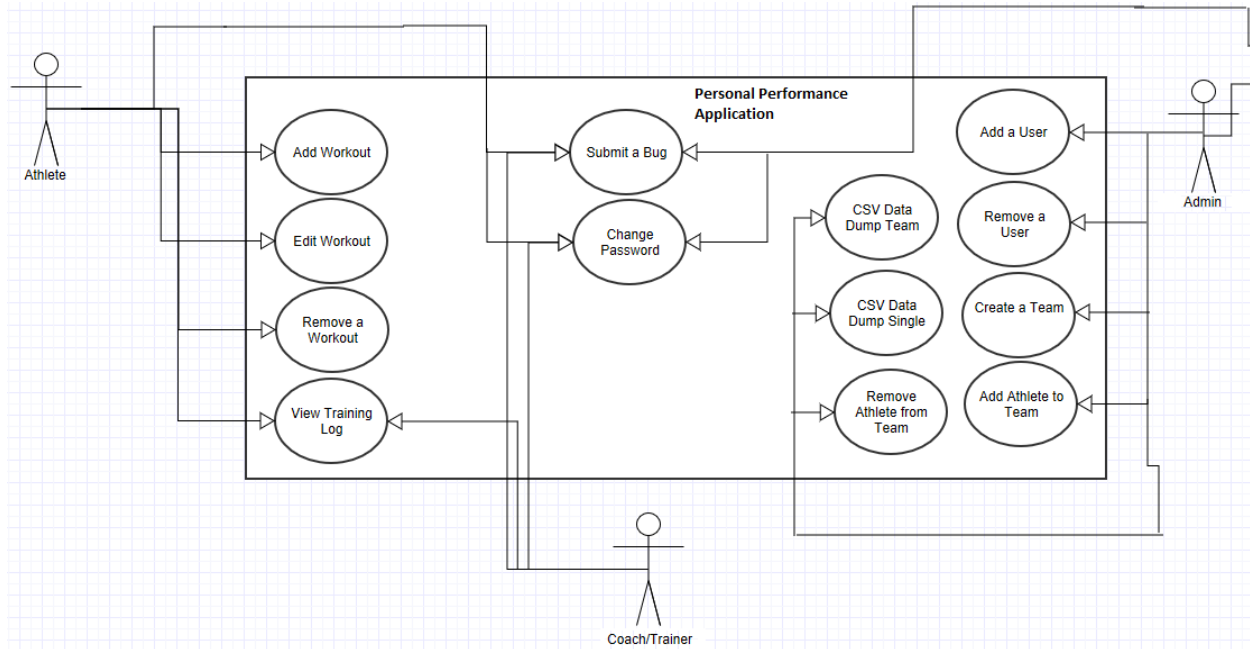 Personal Performance
Application
Athlete
Add Workout
Edit Workout
Remove a
Workout
View Training
Log
Submit a Bug
Change
Password
CSV Data
Dump Team
CSV Data
Dump Single
Remove
Athlete from
Team
Add a User
Remove a
User
Create a Team
Add Athlete to
Team
Admin
Coach/Trainer